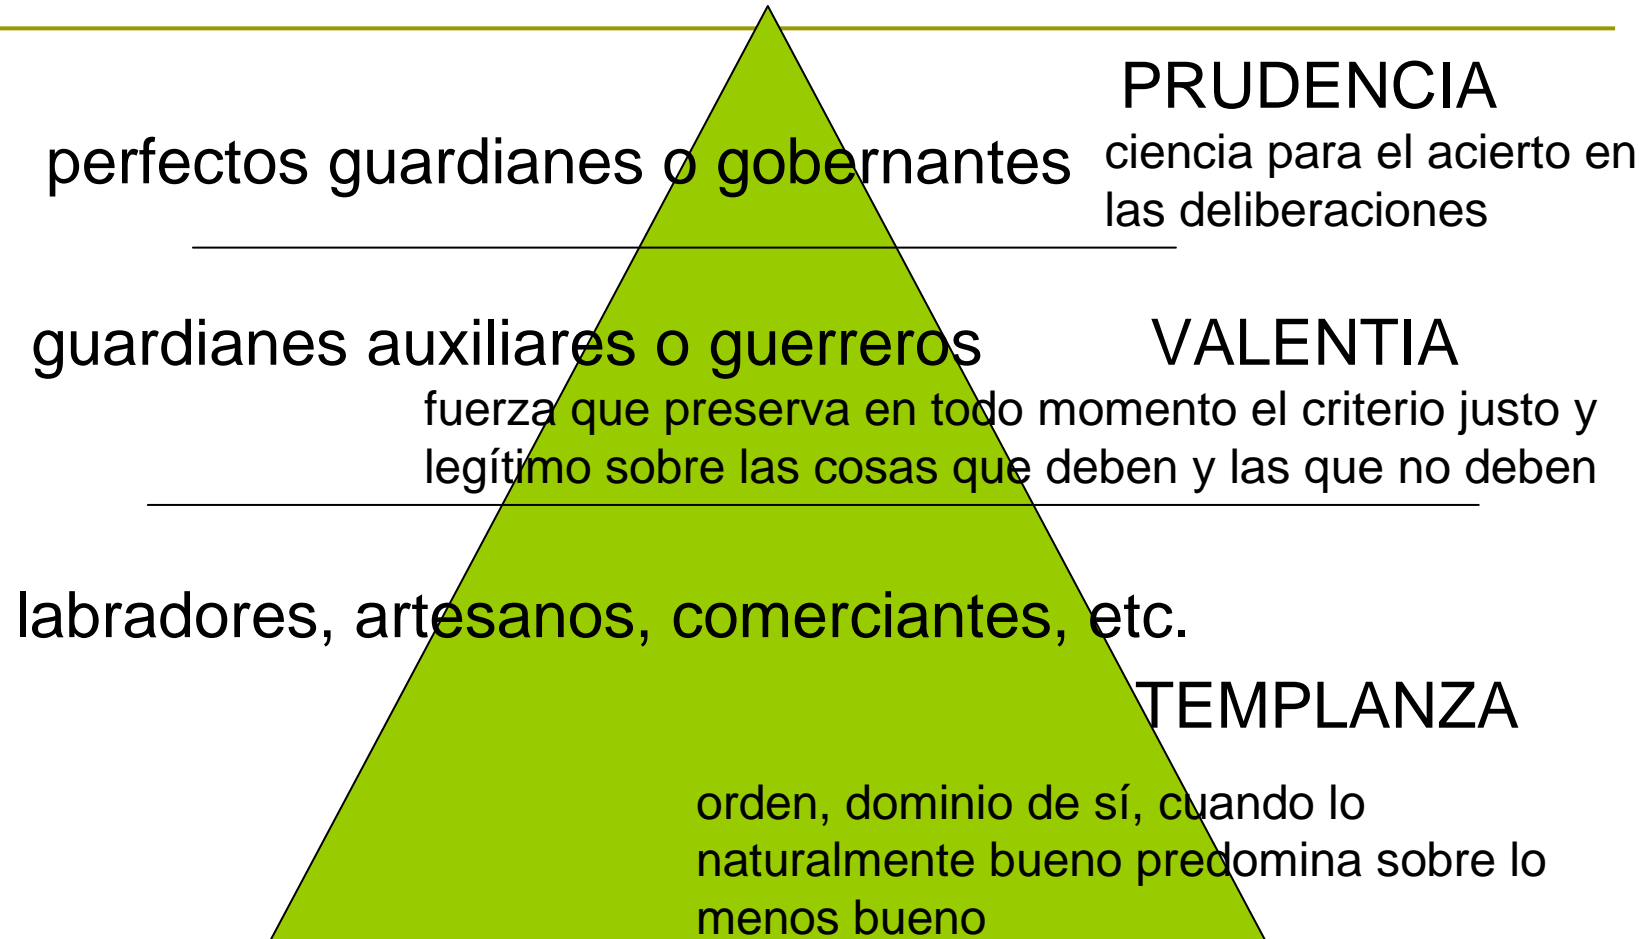 PRUDENCIA
perfectos guardianes o gobernantes
ciencia para el acierto en
las deliberaciones
guardianes auxiliares o guerreros
VALENTIA
fuerza que preserva en todo momento el criterio justo y
legítimo sobre las cosas que deben y las que no deben
labradores, artesanos, comerciantes, etc.
TEMPLANZA
orden, dominio de sí, cuando lo
naturalmente bueno predomina sobre lo
menos bueno